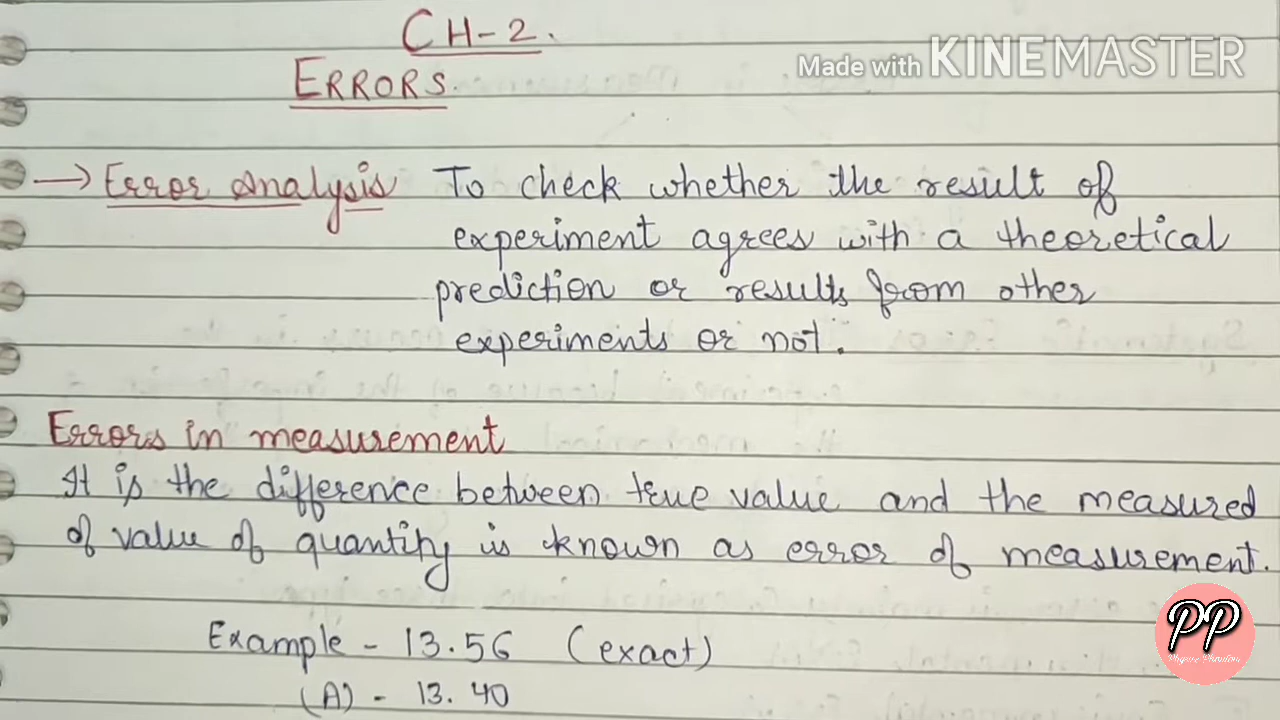 CH-2.
Made with KINEMASTER
ERRORS.
→ Error analysis To check whether the result of
experiment agrees with a theoretical
prediction or results from other
experiments or not.
Errors in measurement
It is the difference between true value and the measured
of value of quantity is known as error of measurement.
Example - 13.56 (exact)
(A) - 13.40
PP